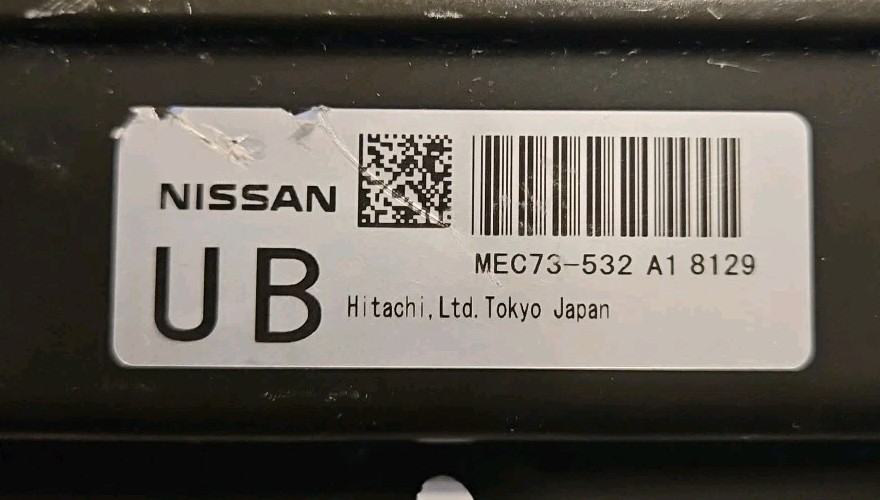 NISSAN
MEC73-532 A1 8129
UB
Hitachi,Ltd. Tokyo Japan